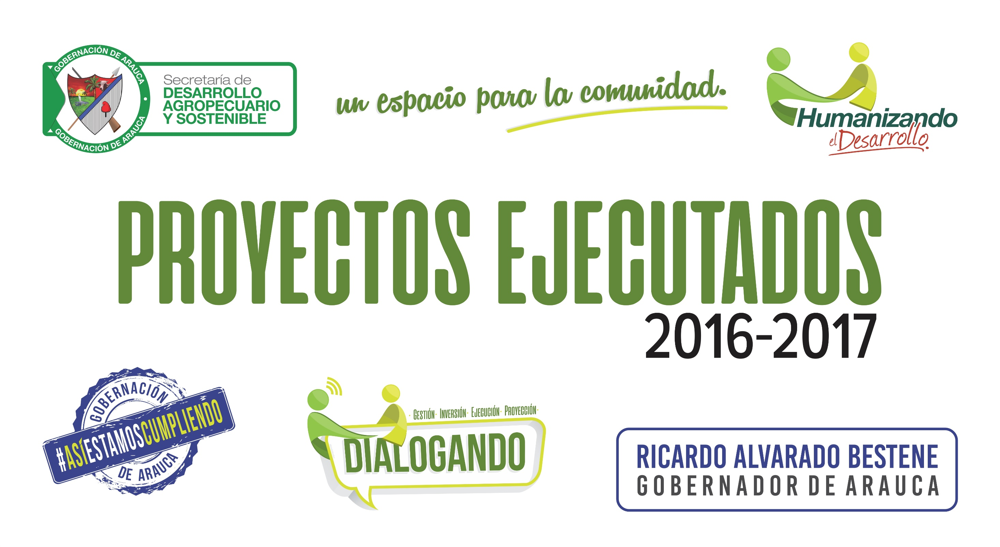 GOBERNACIÓN DE ARAUCA
Secretaría de
DESARROLLO
AGROPECUARIO
Y SOSTENIBLE
GOBERNACIÓN DE ARAUCA
un espacio para la comunidad.
Humanizando
el Desarrollo.
PROYECTOS EJECUTADOS
2016-2017
GOBERNACIÓN
#ASÍESTAMOSCUMPLIENDO
DE ARAUCA
· GESTIÓN · INVERSIÓN · EJECUCIÓN · PROYECCIÓN ·
DIALOGANDO
RICARDO ALVARADO BESTENE
GOBERNADOR DE ARAUCA